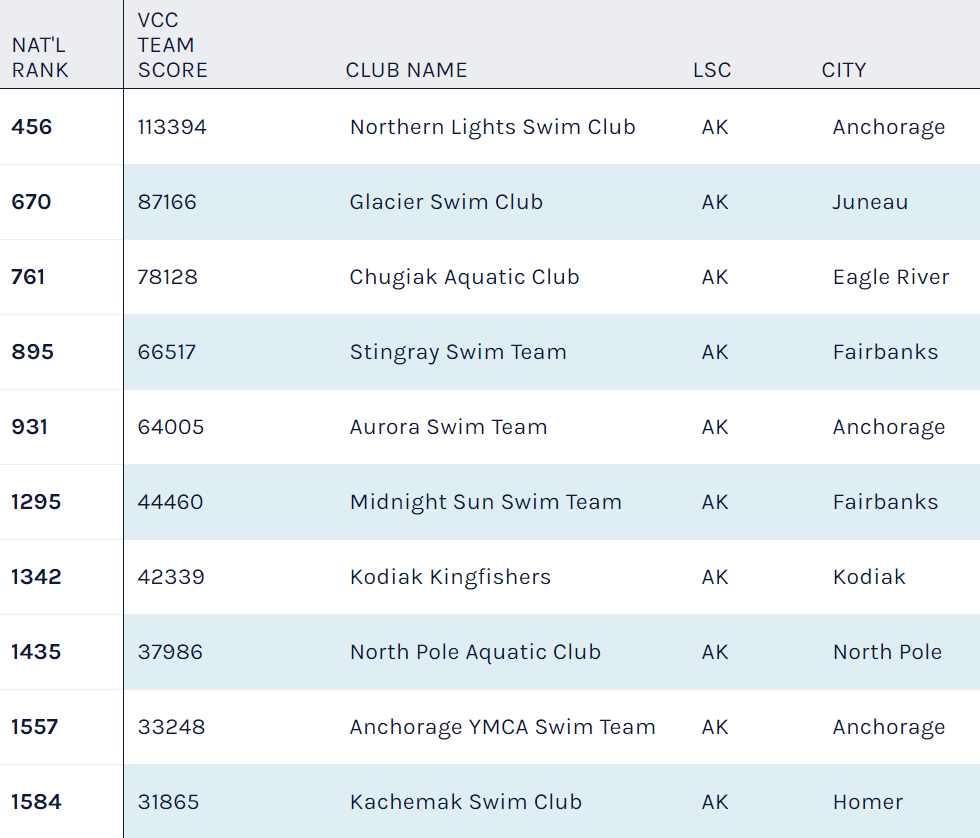 NAT'L RANK VCC TEAM SCORE CLUB NAME LSC CITY
456 113394 Northern Lights Swim Club AK Anchorage
670 87166 Glacier Swim Club AK Juneau
761 78128 Chugiak Aquatic Club AK Eagle River
895 66517 Stingray Swim Team AK Fairbanks
931 64005 Aurora Swim Team AK Anchorage
1295 44460 Midnight Sun Swim Team AK Fairbanks
1342 42339 Kodiak Kingfishers AK Kodiak
1435 37986 North Pole Aquatic Club AK North Pole
1557 33248 Anchorage YMCA Swim Team AK Anchorage
1584 31865 Kachemak Swim Club AK Homer